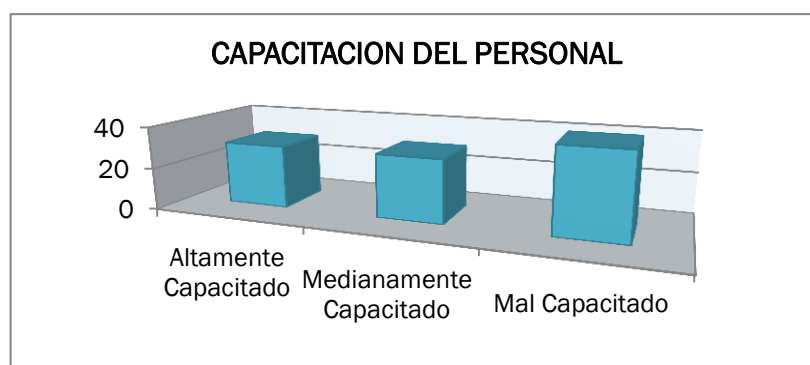 CAPACITACION DEL PERSONAL
40
20
0
Altamente
Capacitado
Medianamente
Capacitado
Mal Capacitado